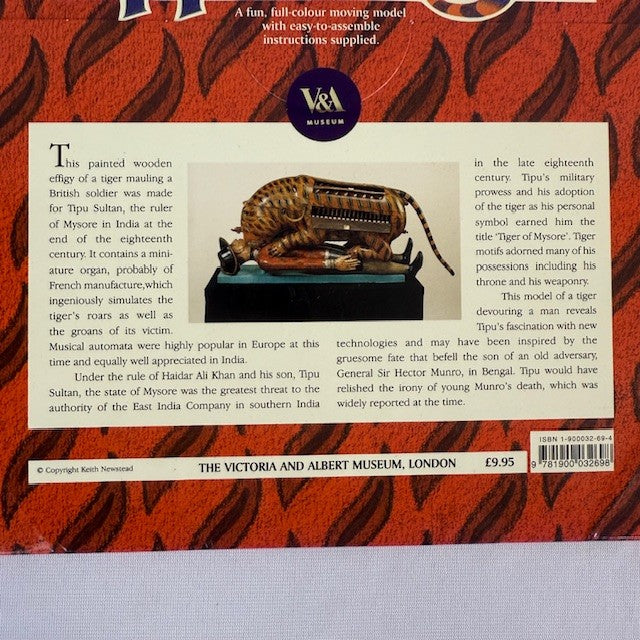 A fun, full-colour moving model
with easy-to-assemble
instructions supplied.
V&A
MUSEUM
This painted wooden
effigy of a tiger mauling a
British soldier was made
for Tipu Sultan, the ruler
of Mysore in India at the
end of the eighteenth
century. It contains a mini-
ature organ, probably of
French manufacture,which
ingeniously simulates the
tiger's roars as well as
the groans of its victim.
Musical automata were highly popular in Europe at this
time and equally well appreciated in India.
Under the rule of Haidar Ali Khan and his son, Tipu
Sultan, the state of Mysore was the greatest threat to the
authority of the East India Company in southern India
in the late eighteenth
century. Tipu's military
prowess and his adoption
of the tiger as his personal
symbol earned him the
title 'Tiger of Mysore'. Tiger
motifs adorned many of his
possessions including his
throne and his weaponry.
This model of a tiger
devouring a man reveals
Tipu's fascination with new
technologies and may have been inspired by the
gruesome fate that befell the son of an old adversary,
General Sir Hector Munro, in Bengal. Tipu would have
relished the irony of young Munro's death, which was
widely reported at the time.
© Copyright Keith Newstead
THE VICTORIA AND ALBERT MUSEUM, LONDON
£9.95
ISBN 1-900032-69-4
9 781900 032698